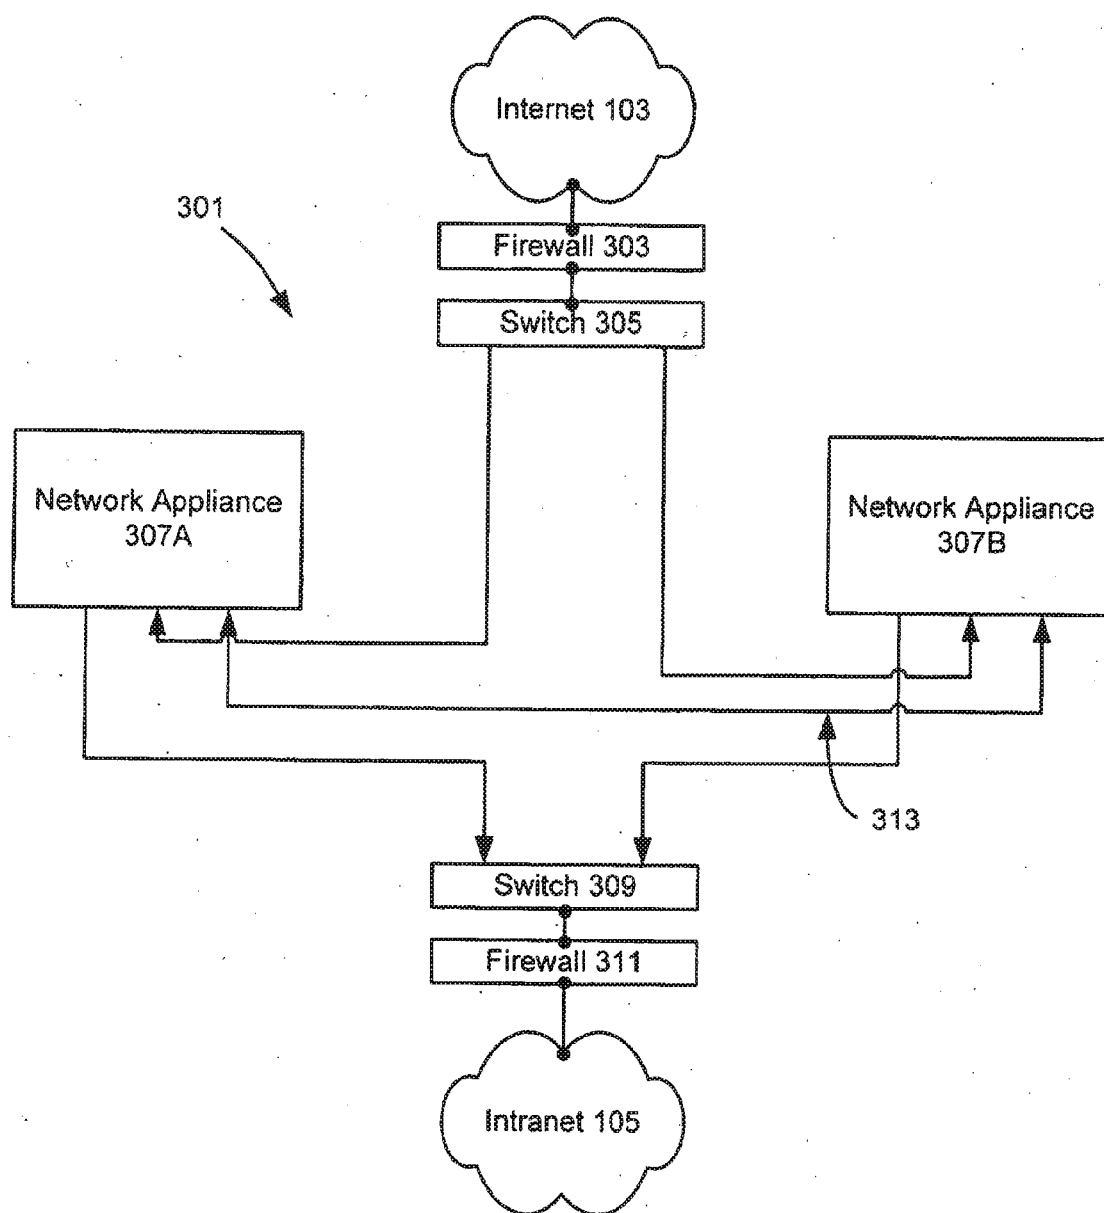 Internet 103
301
Firewall 303
Switch 305
Network Appliance
307A
Network Appliance
307B
313
Switch 309
Firewall 311
Intranet 105